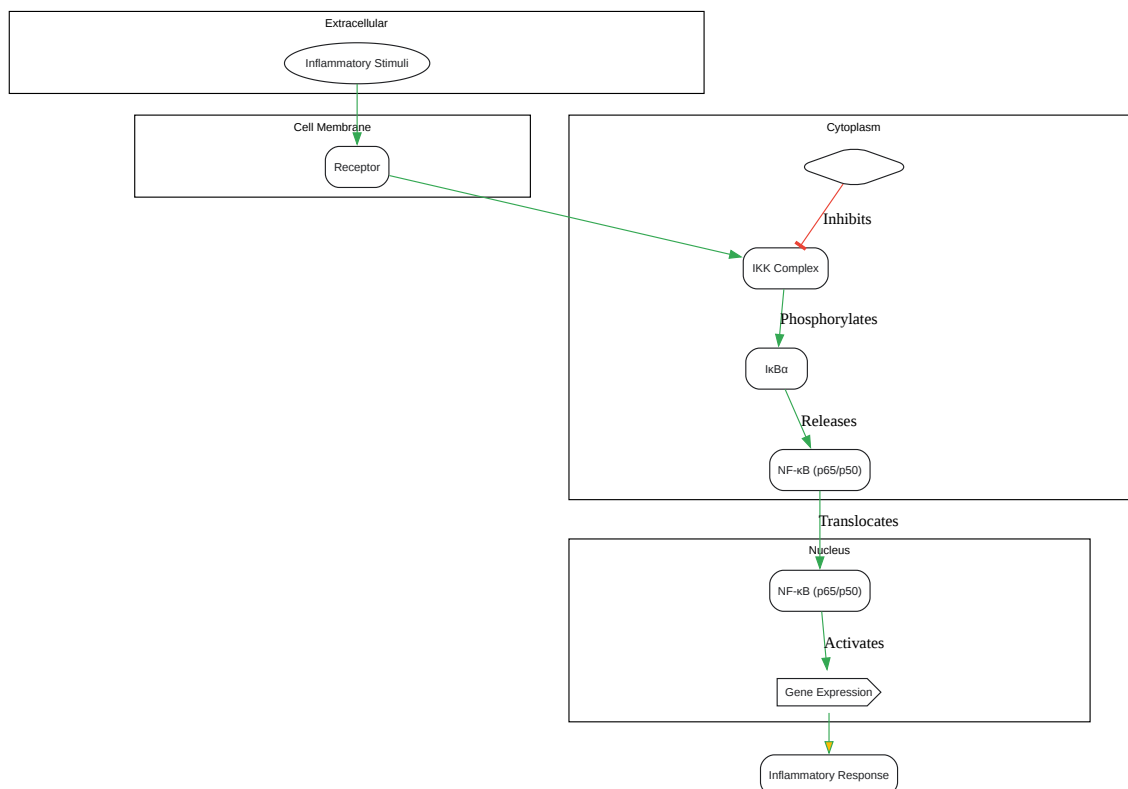 Extracellular
Inflammatory Stimuli
Cell Membrane
Receptor
Cytoplasm
Inhibits
IKK Complex
Phosphorylates
IκBα
Releases
NF-κB (p65/p50)
Translocates
Nucleus
NF-κB (p65/p50)
Activates
Gene Expression
Inflammatory Response